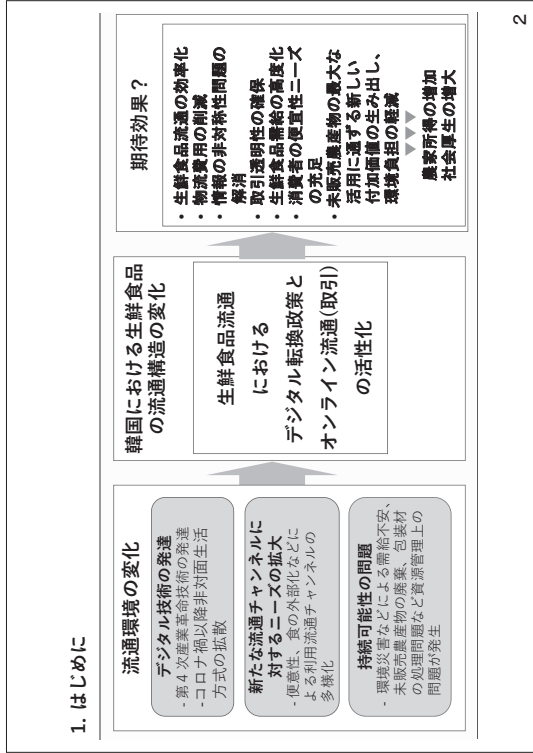 1. はじめに
流通環境の変化
デジタル技術の発達
- 第4次産業革命技術の発達
- コロナ禍以降非対面生活
方式の拡散
新たな流通チャンネルに
対するニーズの拡大
- 便意性、食の外部化などに
よる利用流通チャンネルの
多様化
持続可能性の問題
- 環境災害などによる需給不安、
未販売農産物の廃棄、包装材
の処理問題など資源管理上の
問題が発生
韓国における生鮮食品
の流通構造の変化
生鮮食品流通
における
デジタル転換政策と
オンライン流通(取引)
の活性化
期待効果？
・生鮮食品流通の効率化
・物流費用の削減
・情報の非対称性問題の
解消
・取引透明性の確保
・生鮮食品需給の高度化
・消費者の便宜性ニーズ
の充足
・未販売農産物の最大な
活用に通ずる新しい
付加価値の生み出し、
環境負担の軽減
農家所得の増加
社会厚生の増大
2